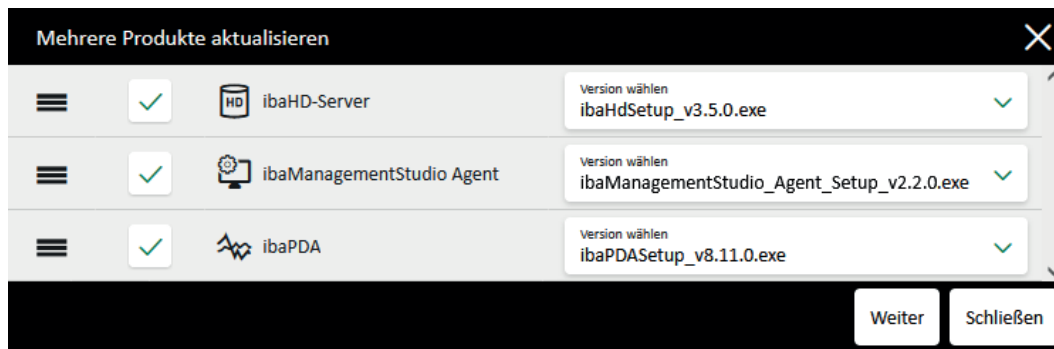 Mehrere Produkte aktualisieren
HD
ibaHD-Server
Version wählen
ibaHdSetup_v3.5.0.exe
ibaManagementStudio Agent
Version wählen
ibaManagementStudio_Agent_Setup_v2.2.0.exe
ibaPDA
Version wählen
ibaPDASetup_v8.11.0.exe
Weiter
Schließen